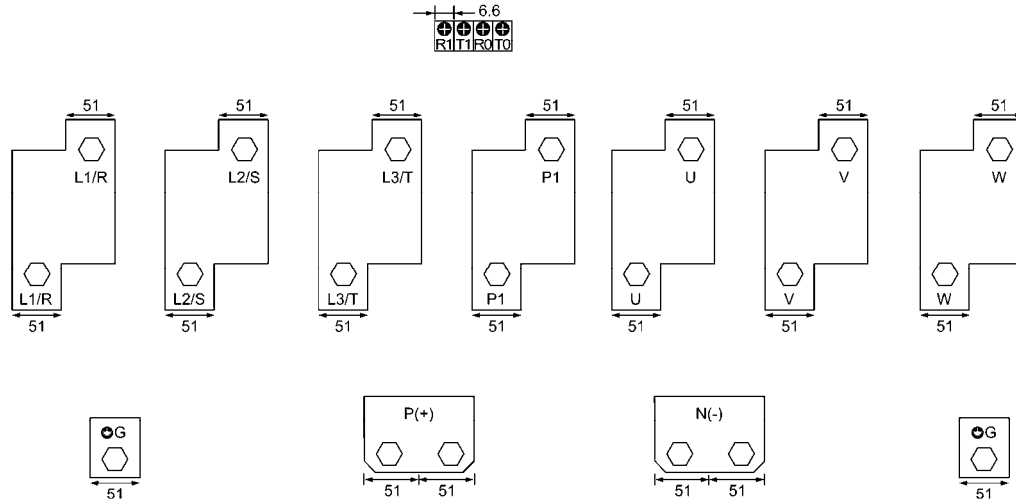 6.6
R1 T1 R0 T0
51 51 51 51 51 51 51
L1/R L2/S L3/T P1 U V W
L1/R L2/S L3/T P1 U V W
51 51 51 51 51 51 51
P(+) N(-)
G G
51 51 51 51 51 51